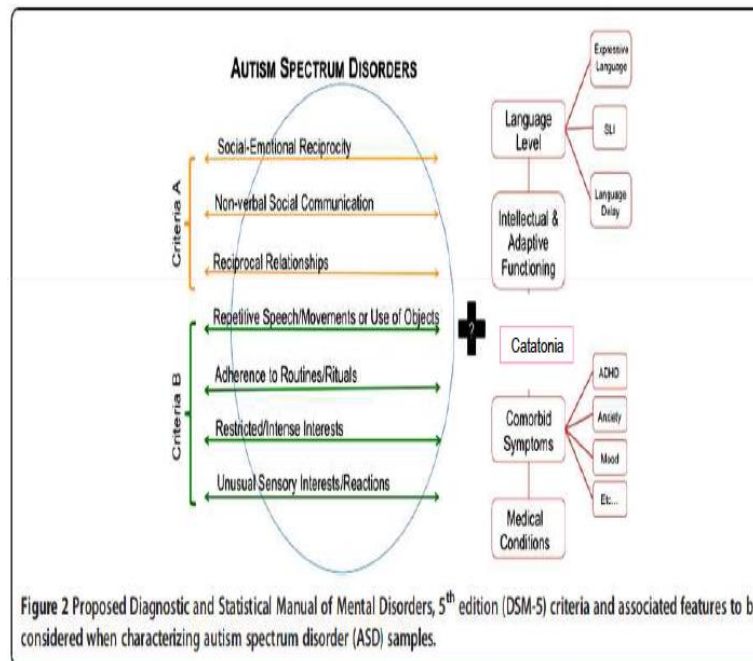 AUTISM SPECTRUM DISORDERS
Criteria A
Social-Emotional Reciprocity
Non-verbal Social Communication
Reciprocal Relationships
Criteria B
Repetitive Speech/Movements or Use of Objects
Adherence to Routines/Rituals
Restricted/Intense Interests
Unusual Sensory Interests/Reactions
?
Language
Level
Expressive
Language
SLI
Language
Delay
Intellectual &
Adaptive
Functioning
Catatonia
Comorbid
Symptoms
ADHD
Anxiety
Mood
Etc...
Medical
Conditions
Figure 2 Proposed Diagnostic and Statistical Manual of Mental Disorders, 5th edition (DSM-5) criteria and associated features to b
considered when characterizing autism spectrum disorder (ASD) samples.